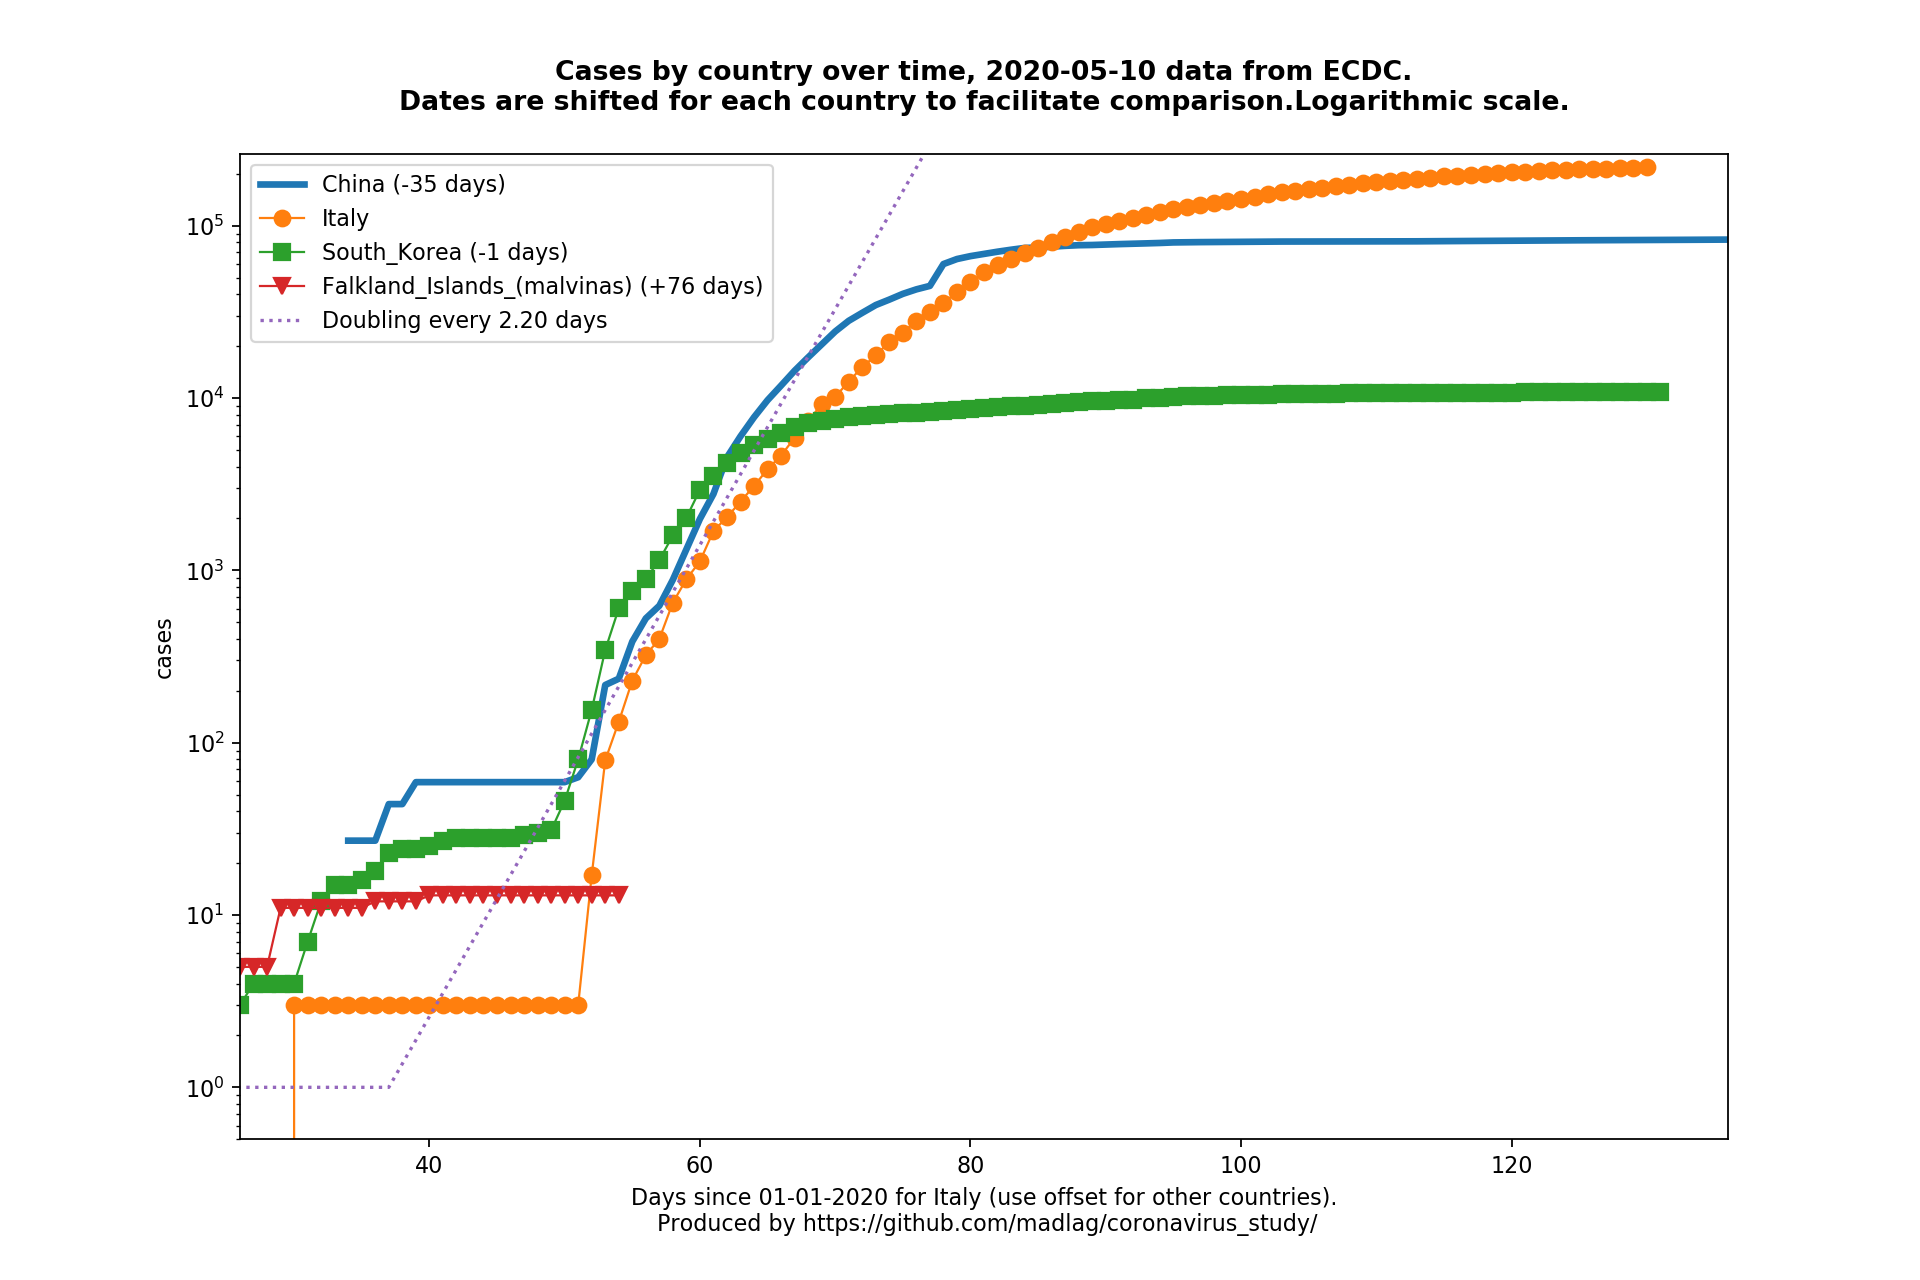 Cases by country over time, 2020-05-10 data from ECDC.
Dates are shifted for each country to facilitate comparison.Logarithmic scale.
China (-35 days)
Italy
South_Korea (-1 days)
Falkland_Islands_(malvinas) (+76 days)
Doubling every 2.20 days
10⁵
10⁴
10³
10²
10¹
10⁰
cases
40 60 80 100 120
Days since 01-01-2020 for Italy (use offset for other countries).
Produced by https://github.com/madlag/coronavirus_study/